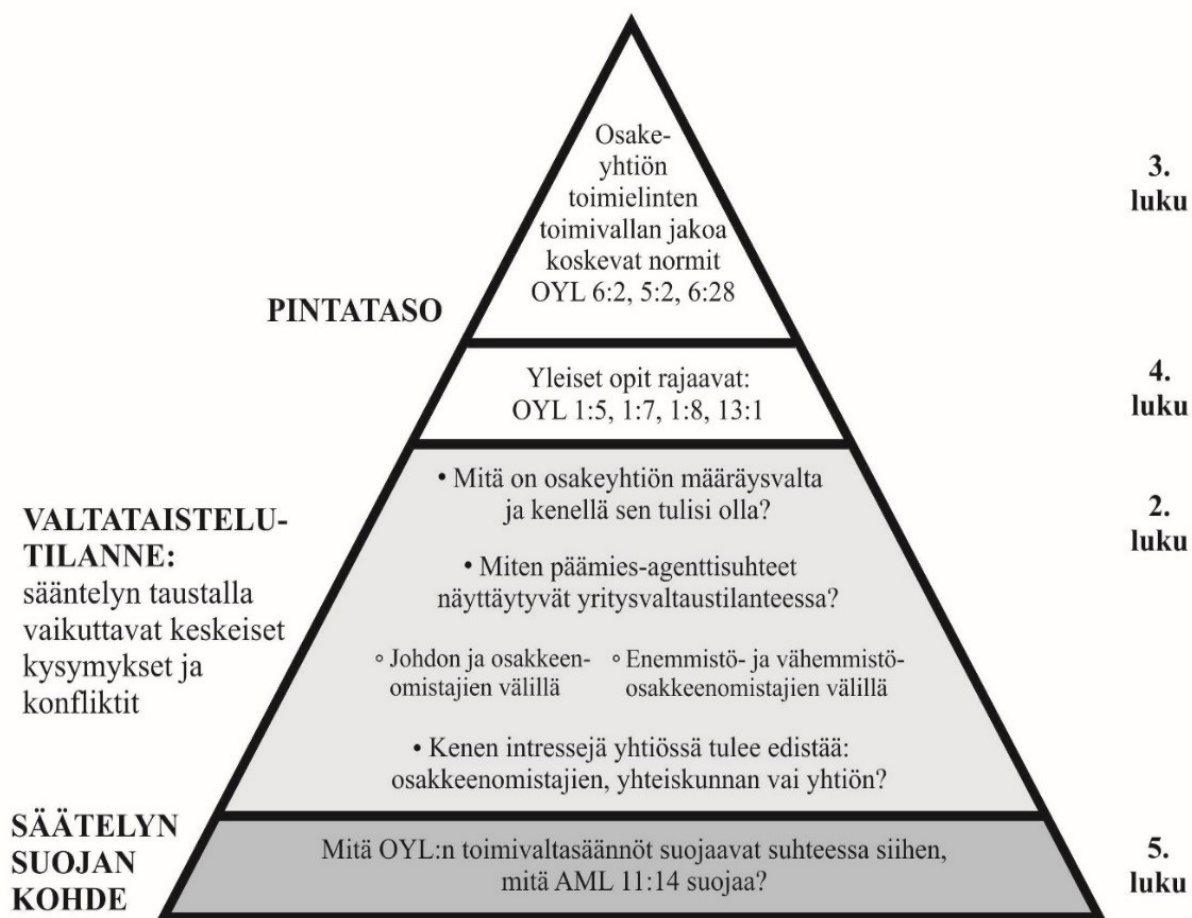 Osake-
yhtiön
toimielinten
toimivallan jakoa
koskevat normit
OYL 6:2, 5:2, 6:28
3.
luku
PINTATASO
Yleiset opit rajaavat:
OYL 1:5, 1:7, 1:8, 13:1
4.
luku
VALTATAISTELU-
TILANNE:
sääntelyn taustalla
vaikuttavat keskeiset
kysymykset ja
konfliktit
• Mitä on osakeyhtiön määräysvalta
ja kenellä sen tulisi olla?
• Miten päämies-agenttisuhteet
näyttäytyvät yritysvaltaustilanteessa?
◦ Johdon ja osakkeen-
omistajien välillä
◦ Enemmistö- ja vähemmistö-
osakkeenomistajien välillä
• Kenen intressejä yhtiössä tulee edistää:
osakkeenomistajien, yhteiskunnan vai yhtiön?
2.
luku
SÄÄTELYN
SUOJAN
KOHDE
Mitä OYL:n toimivaltasäännöt suojaavat suhteessa siihen,
mitä AML 11:14 suojaa?
5.
luku